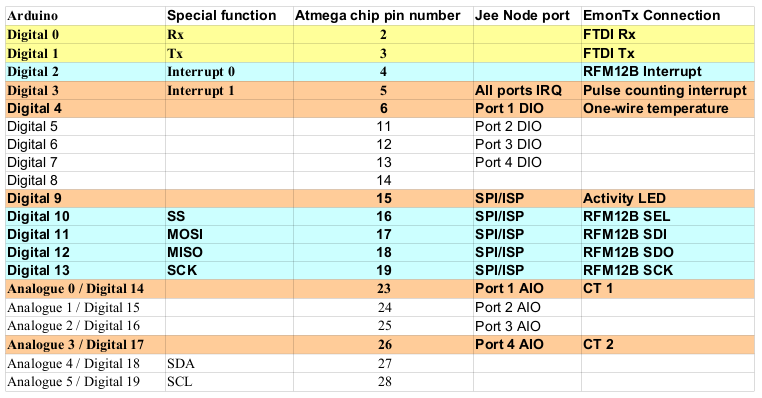 Arduino Special function Atmega chip pin number Jee Node port EmonTx Connection
Digital 0 Rx 2 FTDI Rx
Digital 1 Tx 3 FTDI Tx
Digital 2 Interrupt 0 4 RFM12B Interrupt
Digital 3 Interrupt 1 5 All ports IRQ Pulse counting interrupt
Digital 4 6 Port 1 DIO One-wire temperature
Digital 5 11 Port 2 DIO
Digital 6 12 Port 3 DIO
Digital 7 13 Port 4 DIO
Digital 8 14
Digital 9 15 SPI/ISP Activity LED
Digital 10 SS 16 SPI/ISP RFM12B SEL
Digital 11 MOSI 17 SPI/ISP RFM12B SDI
Digital 12 MISO 18 SPI/ISP RFM12B SDO
Digital 13 SCK 19 SPI/ISP RFM12B SCK
Analogue 0 / Digital 14 23 Port 1 AIO CT 1
Analogue 1 / Digital 15 24 Port 2 AIO
Analogue 2 / Digital 16 25 Port 3 AIO
Analogue 3 / Digital 17 26 Port 4 AIO CT 2
Analogue 4 / Digital 18 SDA 27
Analogue 5 / Digital 19 SCL 28